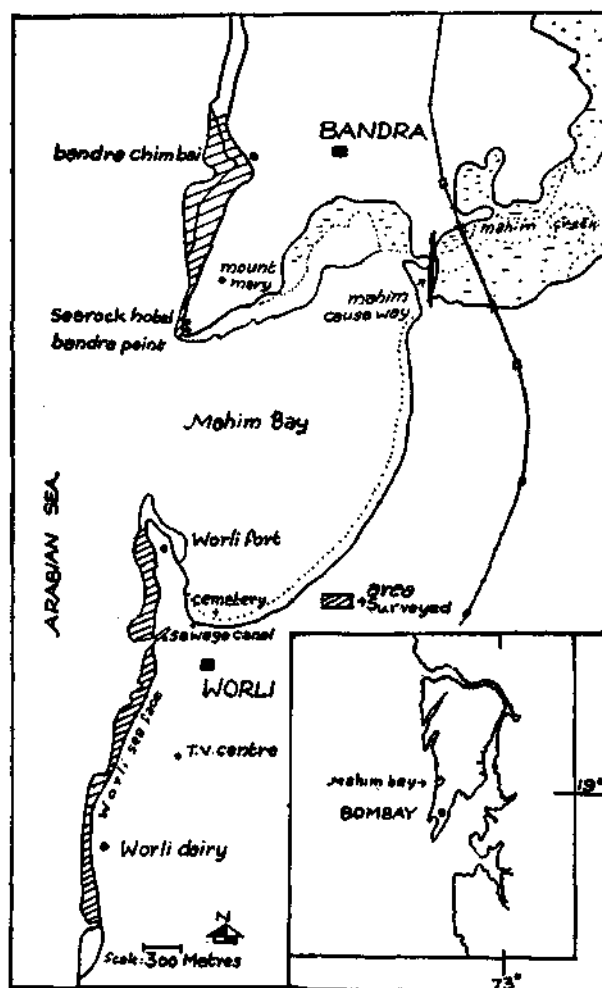 BANDRA
bandra chimbai
mahim creek
mount
mary
mahim
cause way
Searock hotel
bandra point
Mahim Bay
ARABIAN SEA.
Worli fort
cemetery
area
surveyed
sewage canal
WORLI
Worli sea face
T.V. centre
Mahim bay
BOMBAY
19°
Worli dairy
N
Scale: 300 Metres
73°